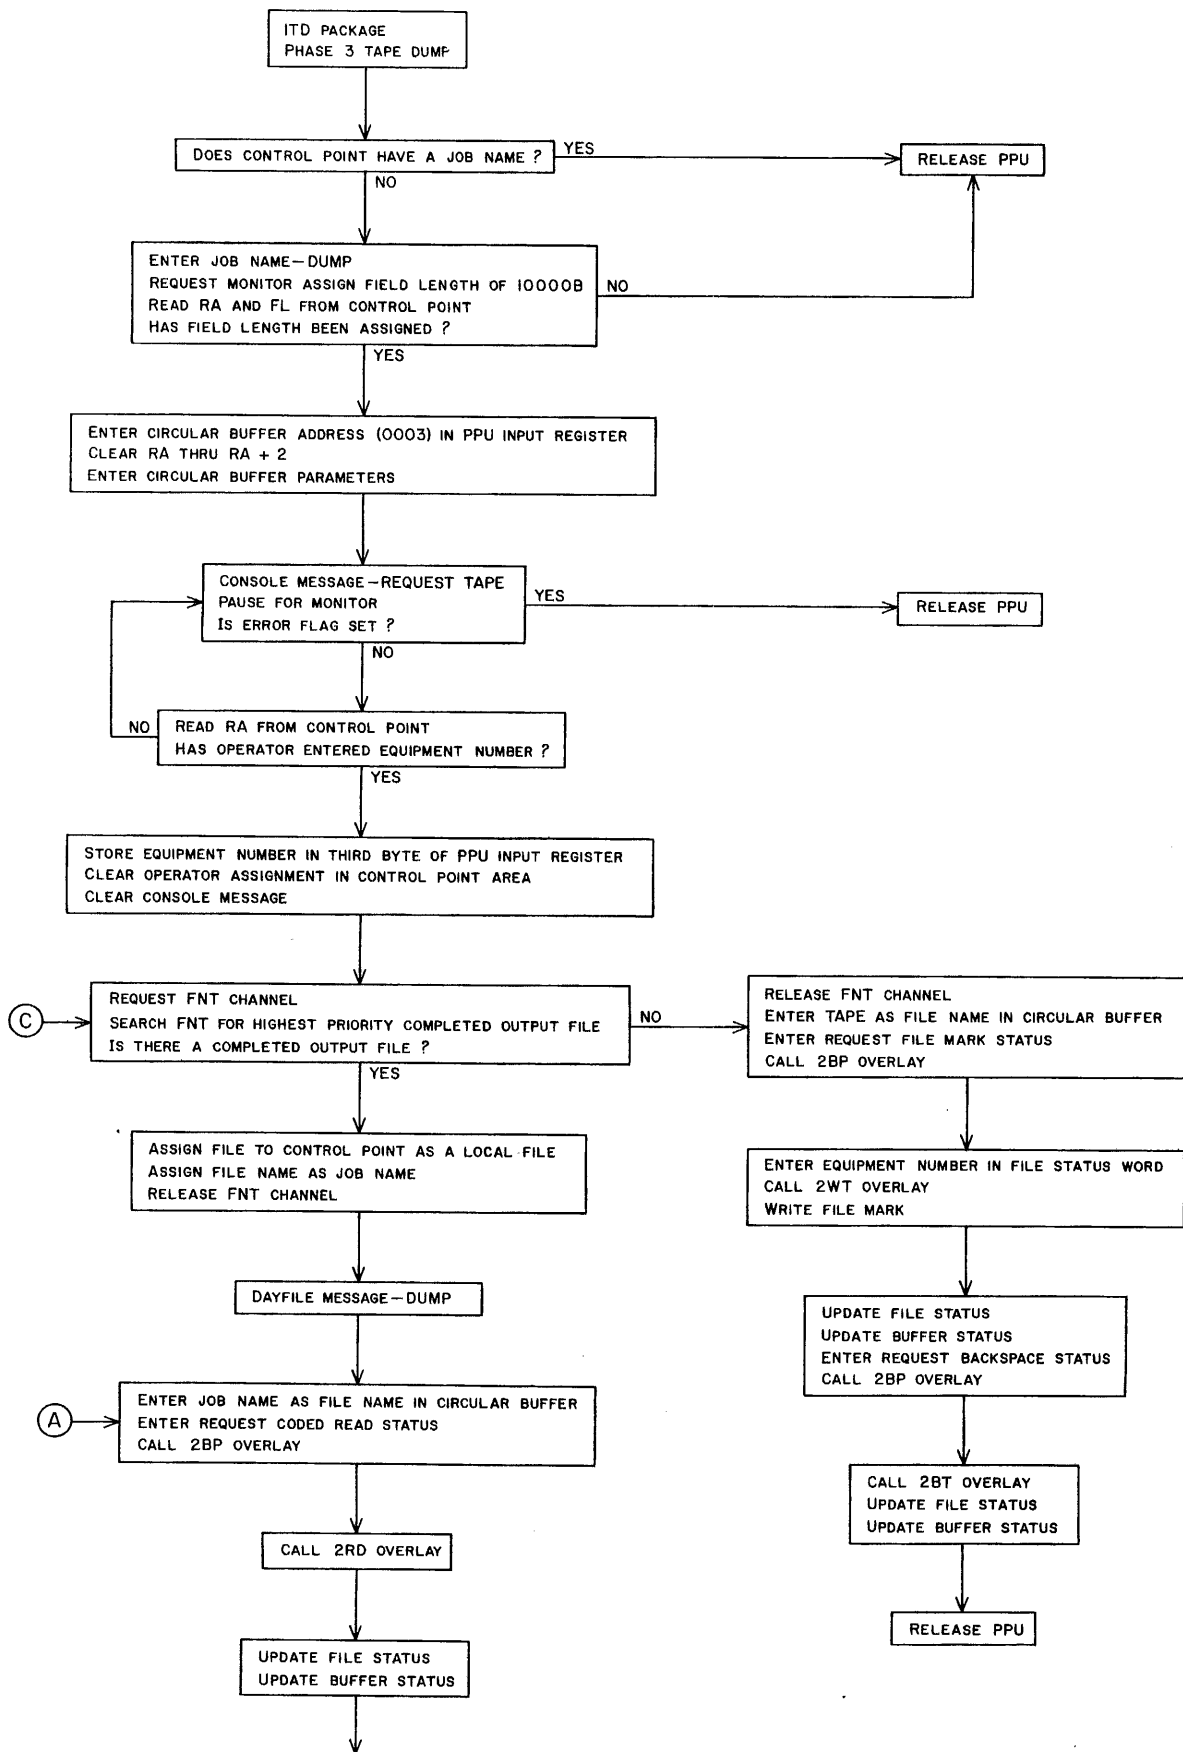 ITD PACKAGE
PHASE 3 TAPE DUMP
DOES CONTROL POINT HAVE A JOB NAME ?
YES
RELEASE PPU
NO
ENTER JOB NAME—DUMP
REQUEST MONITOR ASSIGN FIELD LENGTH OF 10000B
READ RA AND FL FROM CONTROL POINT
HAS FIELD LENGTH BEEN ASSIGNED ?
NO
YES
ENTER CIRCULAR BUFFER ADDRESS (0003) IN PPU INPUT REGISTER
CLEAR RA THRU RA + 2
ENTER CIRCULAR BUFFER PARAMETERS
CONSOLE MESSAGE—REQUEST TAPE
PAUSE FOR MONITOR
IS ERROR FLAG SET ?
YES
RELEASE PPU
NO
NO
READ RA FROM CONTROL POINT
HAS OPERATOR ENTERED EQUIPMENT NUMBER ?
YES
STORE EQUIPMENT NUMBER IN THIRD BYTE OF PPU INPUT REGISTER
CLEAR OPERATOR ASSIGNMENT IN CONTROL POINT AREA
CLEAR CONSOLE MESSAGE
C
REQUEST FNT CHANNEL
SEARCH FNT FOR HIGHEST PRIORITY COMPLETED OUTPUT FILE
IS THERE A COMPLETED OUTPUT FILE ?
NO
YES
RELEASE FNT CHANNEL
ENTER TAPE AS FILE NAME IN CIRCULAR BUFFER
ENTER REQUEST FILE MARK STATUS
CALL 2BP OVERLAY
ASSIGN FILE TO CONTROL POINT AS A LOCAL FILE
ASSIGN FILE NAME AS JOB NAME
RELEASE FNT CHANNEL
ENTER EQUIPMENT NUMBER IN FILE STATUS WORD
CALL 2WT OVERLAY
WRITE FILE MARK
DAYFILE MESSAGE—DUMP
UPDATE FILE STATUS
UPDATE BUFFER STATUS
ENTER REQUEST BACKSPACE STATUS
CALL 2BP OVERLAY
A
ENTER JOB NAME AS FILE NAME IN CIRCULAR BUFFER
ENTER REQUEST CODED READ STATUS
CALL 2BP OVERLAY
CALL 2BT OVERLAY
UPDATE FILE STATUS
UPDATE BUFFER STATUS
CALL 2RD OVERLAY
RELEASE PPU
UPDATE FILE STATUS
UPDATE BUFFER STATUS